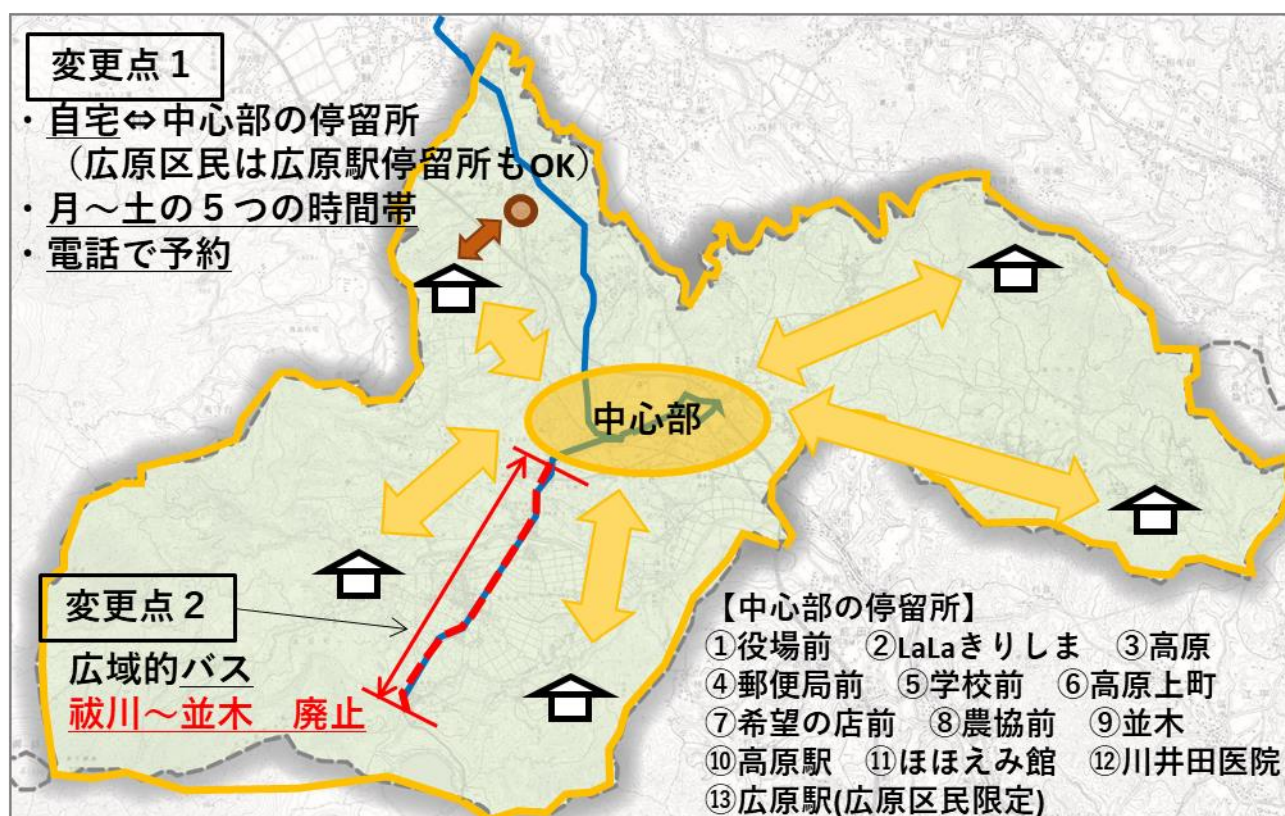 変更点１
・自宅⇔中心部の停留所
（広原区民は広原駅停留所もOK）
・月～土の５つの時間帯
・電話で予約
中心部
変更点２
広域的バス
祓川～並木　廃止
【中心部の停留所】
①役場前　②LaLaきりしま　③高原
④郵便局前　⑤学校前　⑥高原上町
⑦希望の店前　⑧農協前　⑨並木
⑩高原駅　⑪ほほえみ館　⑫川井田医院
⑬広原駅(広原区民限定)